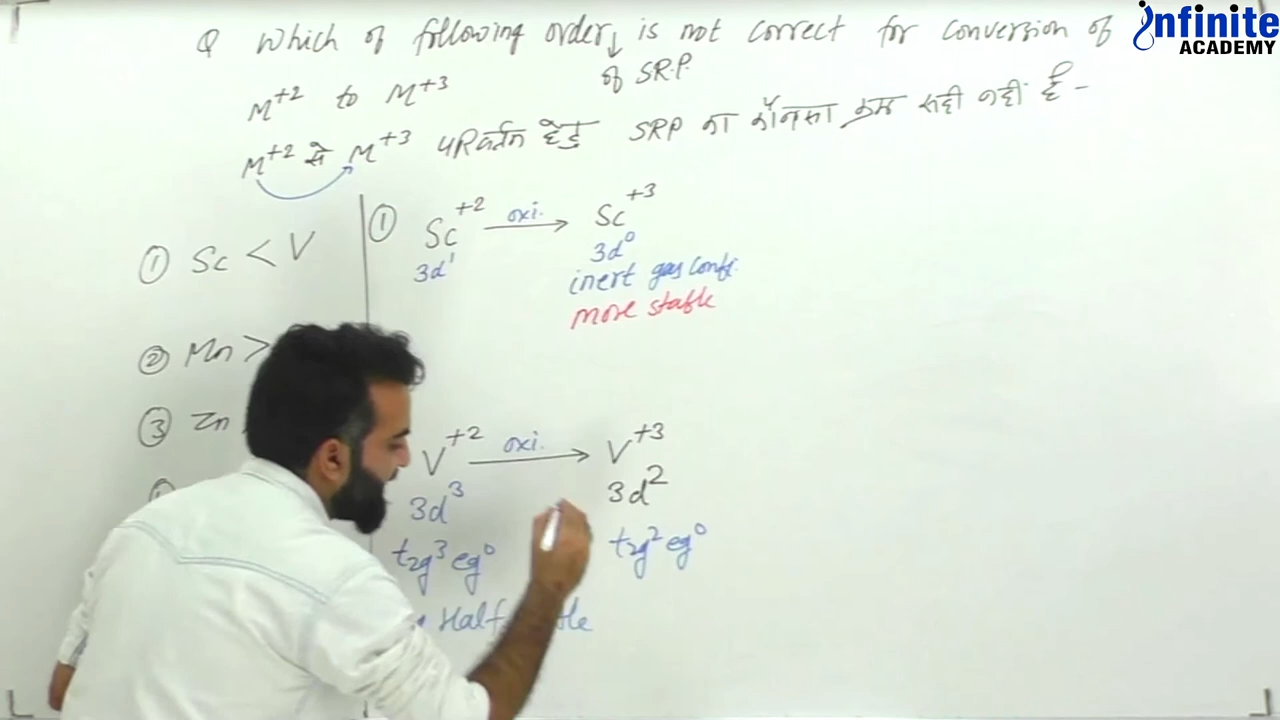 Infinite
ACADEMY
Q Which of following order↓ is not correct for conversion of
M+2 to M+3 of S.R.P.
M+2 से M+3 परिवर्तन हेतु SRP का कौनसा क्रम सही नहीं है -
① Sc < V
② Mn >
③ Zn
① Sc+2 oxi. → Sc+3
3d¹ 3d⁰
inert gas confi.
more stable
V+2 oxi. → V+3
3d³ 3d²
t₂g³ eg⁰ t₂g² eg⁰
Half